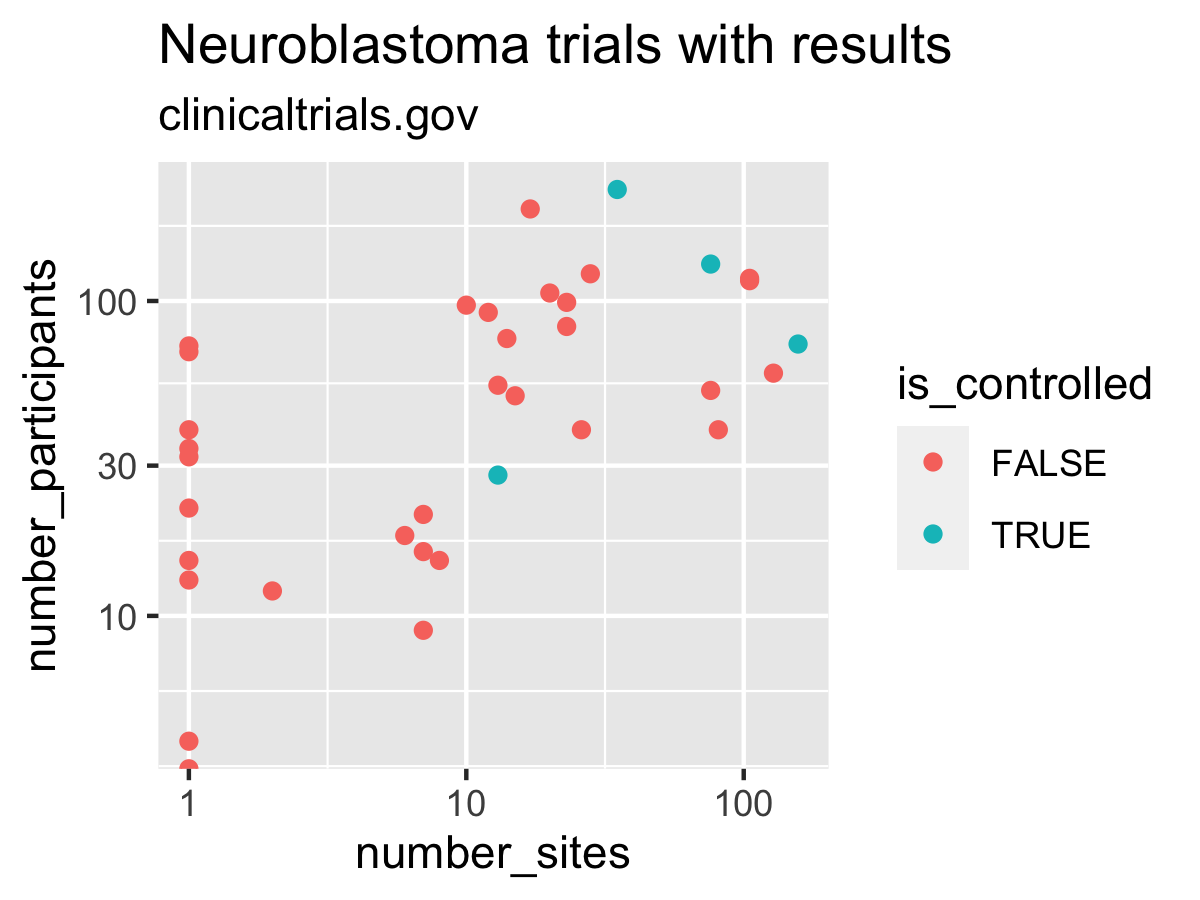 Neuroblastoma trials with results
clinicaltrials.gov
number_participants
100
30
10
1
10
100
number_sites
is_controlled
FALSE
TRUE